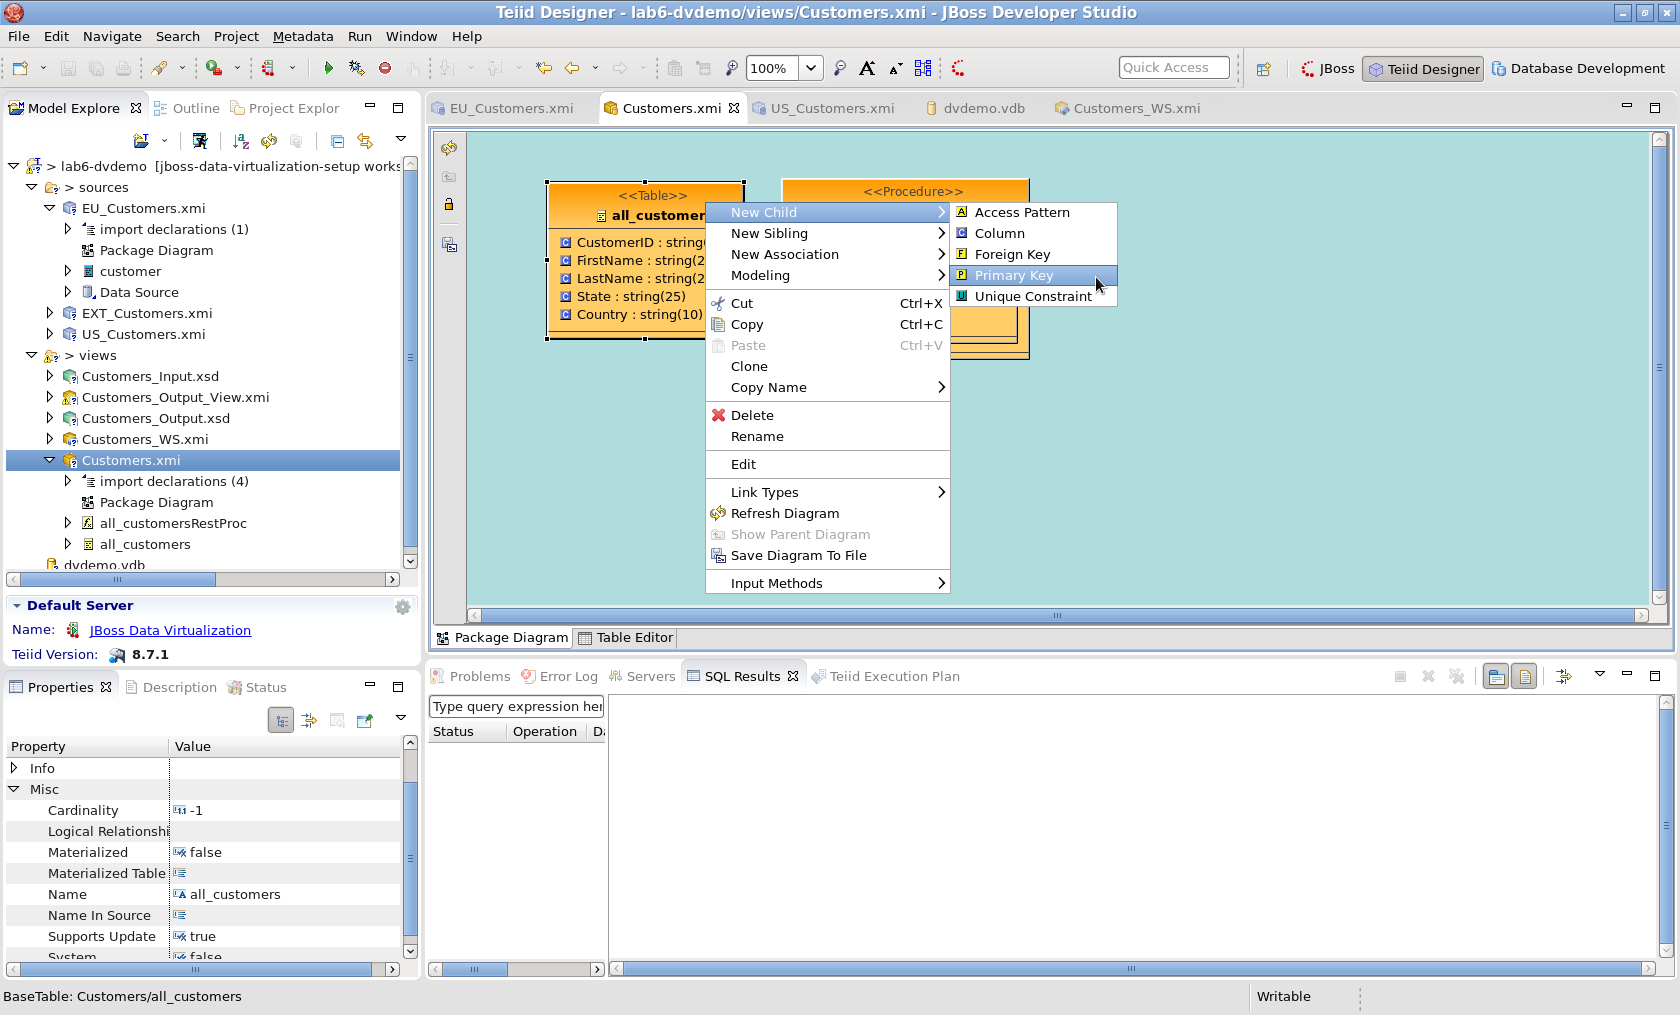 Teiid Designer - lab6-dvdemo/views/Customers.xmi - JBoss Developer Studio
File Edit Navigate Search Project Metadata Run Window Help
100%
Quick Access
JBoss
Teiid Designer
Database Development
Model Explore
Outline
Project Explor
> lab6-dvdemo [jboss-data-virtualization-setup works
> sources
EU_Customers.xmi
import declarations (1)
Package Diagram
customer
Data Source
EXT_Customers.xmi
US_Customers.xmi
> views
Customers_Input.xsd
Customers_Output_View.xmi
Customers_Output.xsd
Customers_WS.xmi
Customers.xmi
import declarations (4)
Package Diagram
all_customersRestProc
all_customers
dvdemo.vdb
Default Server
Name: JBoss Data Virtualization
Teiid Version: 8.7.1
EU_Customers.xmi
Customers.xmi
US_Customers.xmi
dvdemo.vdb
Customers_WS.xmi
<<Table>>
all_customer
CustomerID : string(
FirstName : string(2
LastName : string(2
State : string(25)
Country : string(10)
<<Procedure>>
New Child
New Sibling
New Association
Modeling
Cut Ctrl+X
Copy Ctrl+C
Paste Ctrl+V
Clone
Copy Name
Delete
Rename
Edit
Link Types
Refresh Diagram
Show Parent Diagram
Save Diagram To File
Input Methods
Access Pattern
Column
Foreign Key
Primary Key
Unique Constraint
Package Diagram
Table Editor
Properties
Description
Status
Property Value
Info
Misc
Cardinality -1
Logical Relationshi
Materialized false
Materialized Table
Name all_customers
Name In Source
Supports Update true
System false
Problems
Error Log
Servers
SQL Results
Teiid Execution Plan
Type query expression her
Status Operation Da
BaseTable: Customers/all_customers
Writable